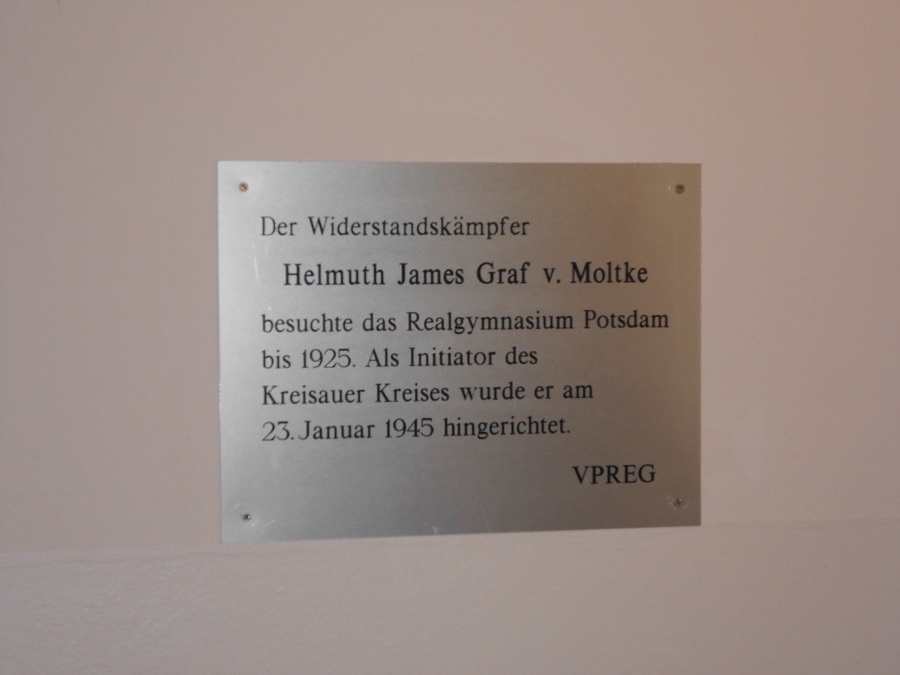 Der Widerstandskämpfer
Helmuth James Graf v. Moltke
besuchte das Realgymnasium Potsdam
bis 1925. Als Initiator des
Kreisauer Kreises wurde er am
23. Januar 1945 hingerichtet.
VPREG